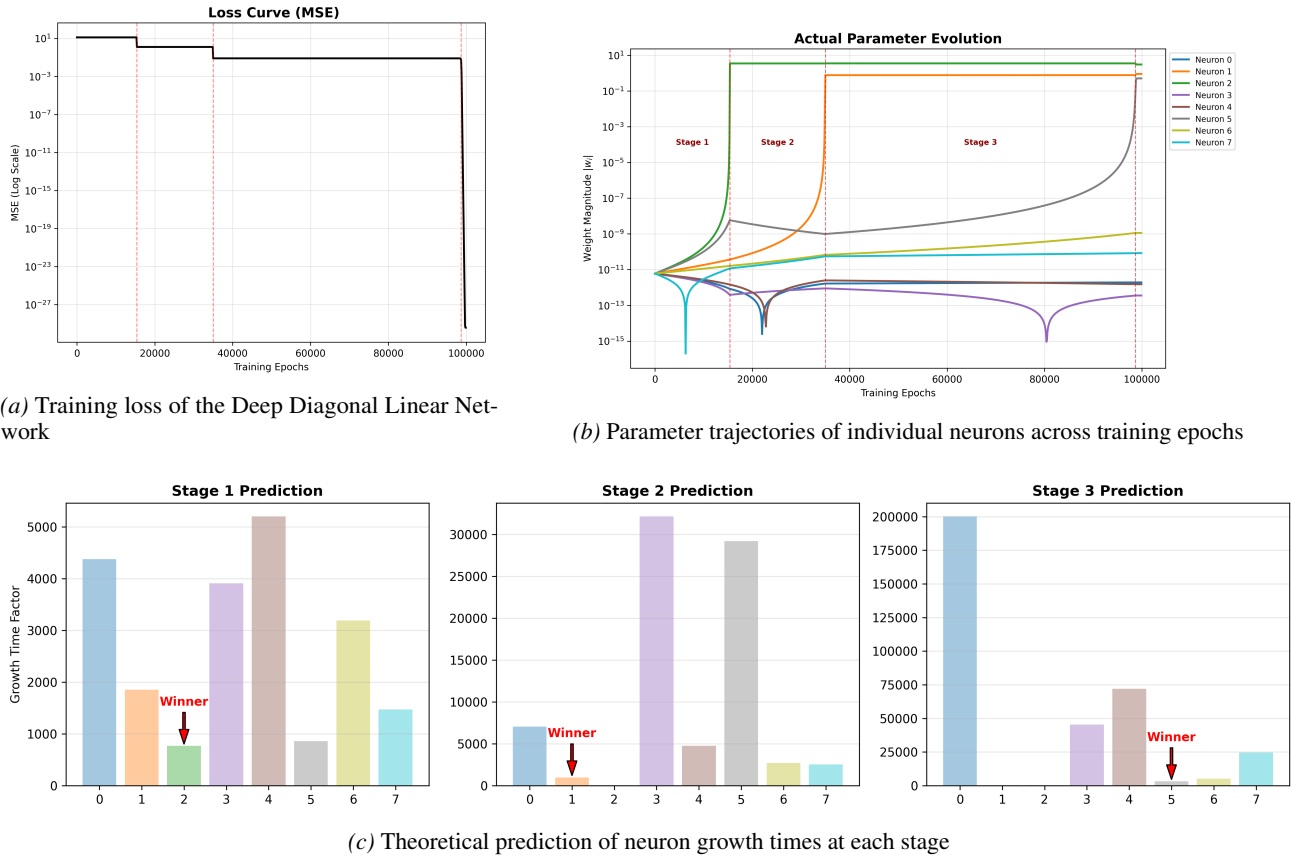 Loss Curve (MSE)
10¹
10⁻³
10⁻⁷
10⁻¹¹
10⁻¹⁵
10⁻¹⁹
10⁻²³
10⁻²⁷
MSE (Log Scale)
0 20000 40000 60000 80000 100000
Training Epochs
(a) Training loss of the Deep Diagonal Linear Net-
work
Actual Parameter Evolution
10¹
10⁻¹
10⁻³
10⁻⁵
10⁻⁷
10⁻⁹
10⁻¹¹
10⁻¹³
10⁻¹⁵
Weight Magnitude |wᵢ|
Stage 1 Stage 2 Stage 3
0 20000 40000 60000 80000 100000
Training Epochs
Neuron 0
Neuron 1
Neuron 2
Neuron 3
Neuron 4
Neuron 5
Neuron 6
Neuron 7
(b) Parameter trajectories of individual neurons across training epochs
Stage 1 Prediction
5000
4000
3000
2000
1000
0
Growth Time Factor
Winner
0 1 2 3 4 5 6 7
Stage 2 Prediction
30000
25000
20000
15000
10000
5000
0
Winner
0 1 2 3 4 5 6 7
Stage 3 Prediction
200000
175000
150000
125000
100000
75000
50000
25000
0
Winner
0 1 2 3 4 5 6 7
(c) Theoretical prediction of neuron growth times at each stage